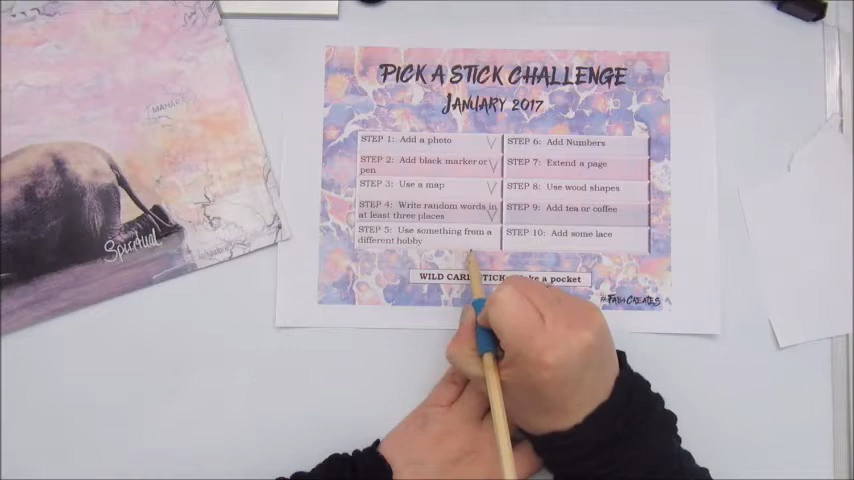 PICK A STICK CHALLENGE
JANUARY 2017
STEP 1: Add a photo
STEP 2: Add black marker or
pen
STEP 3: Use a map
STEP 4: Write random words in
at least three places
STEP 5: Use something from a
different hobby
STEP 6: Add Numbers
STEP 7: Extend a page
STEP 8: Use wood shapes
STEP 9: Add tea or coffee
STEP 10: Add some lace
WILD CARD STICK: Make a pocket
Spiritual